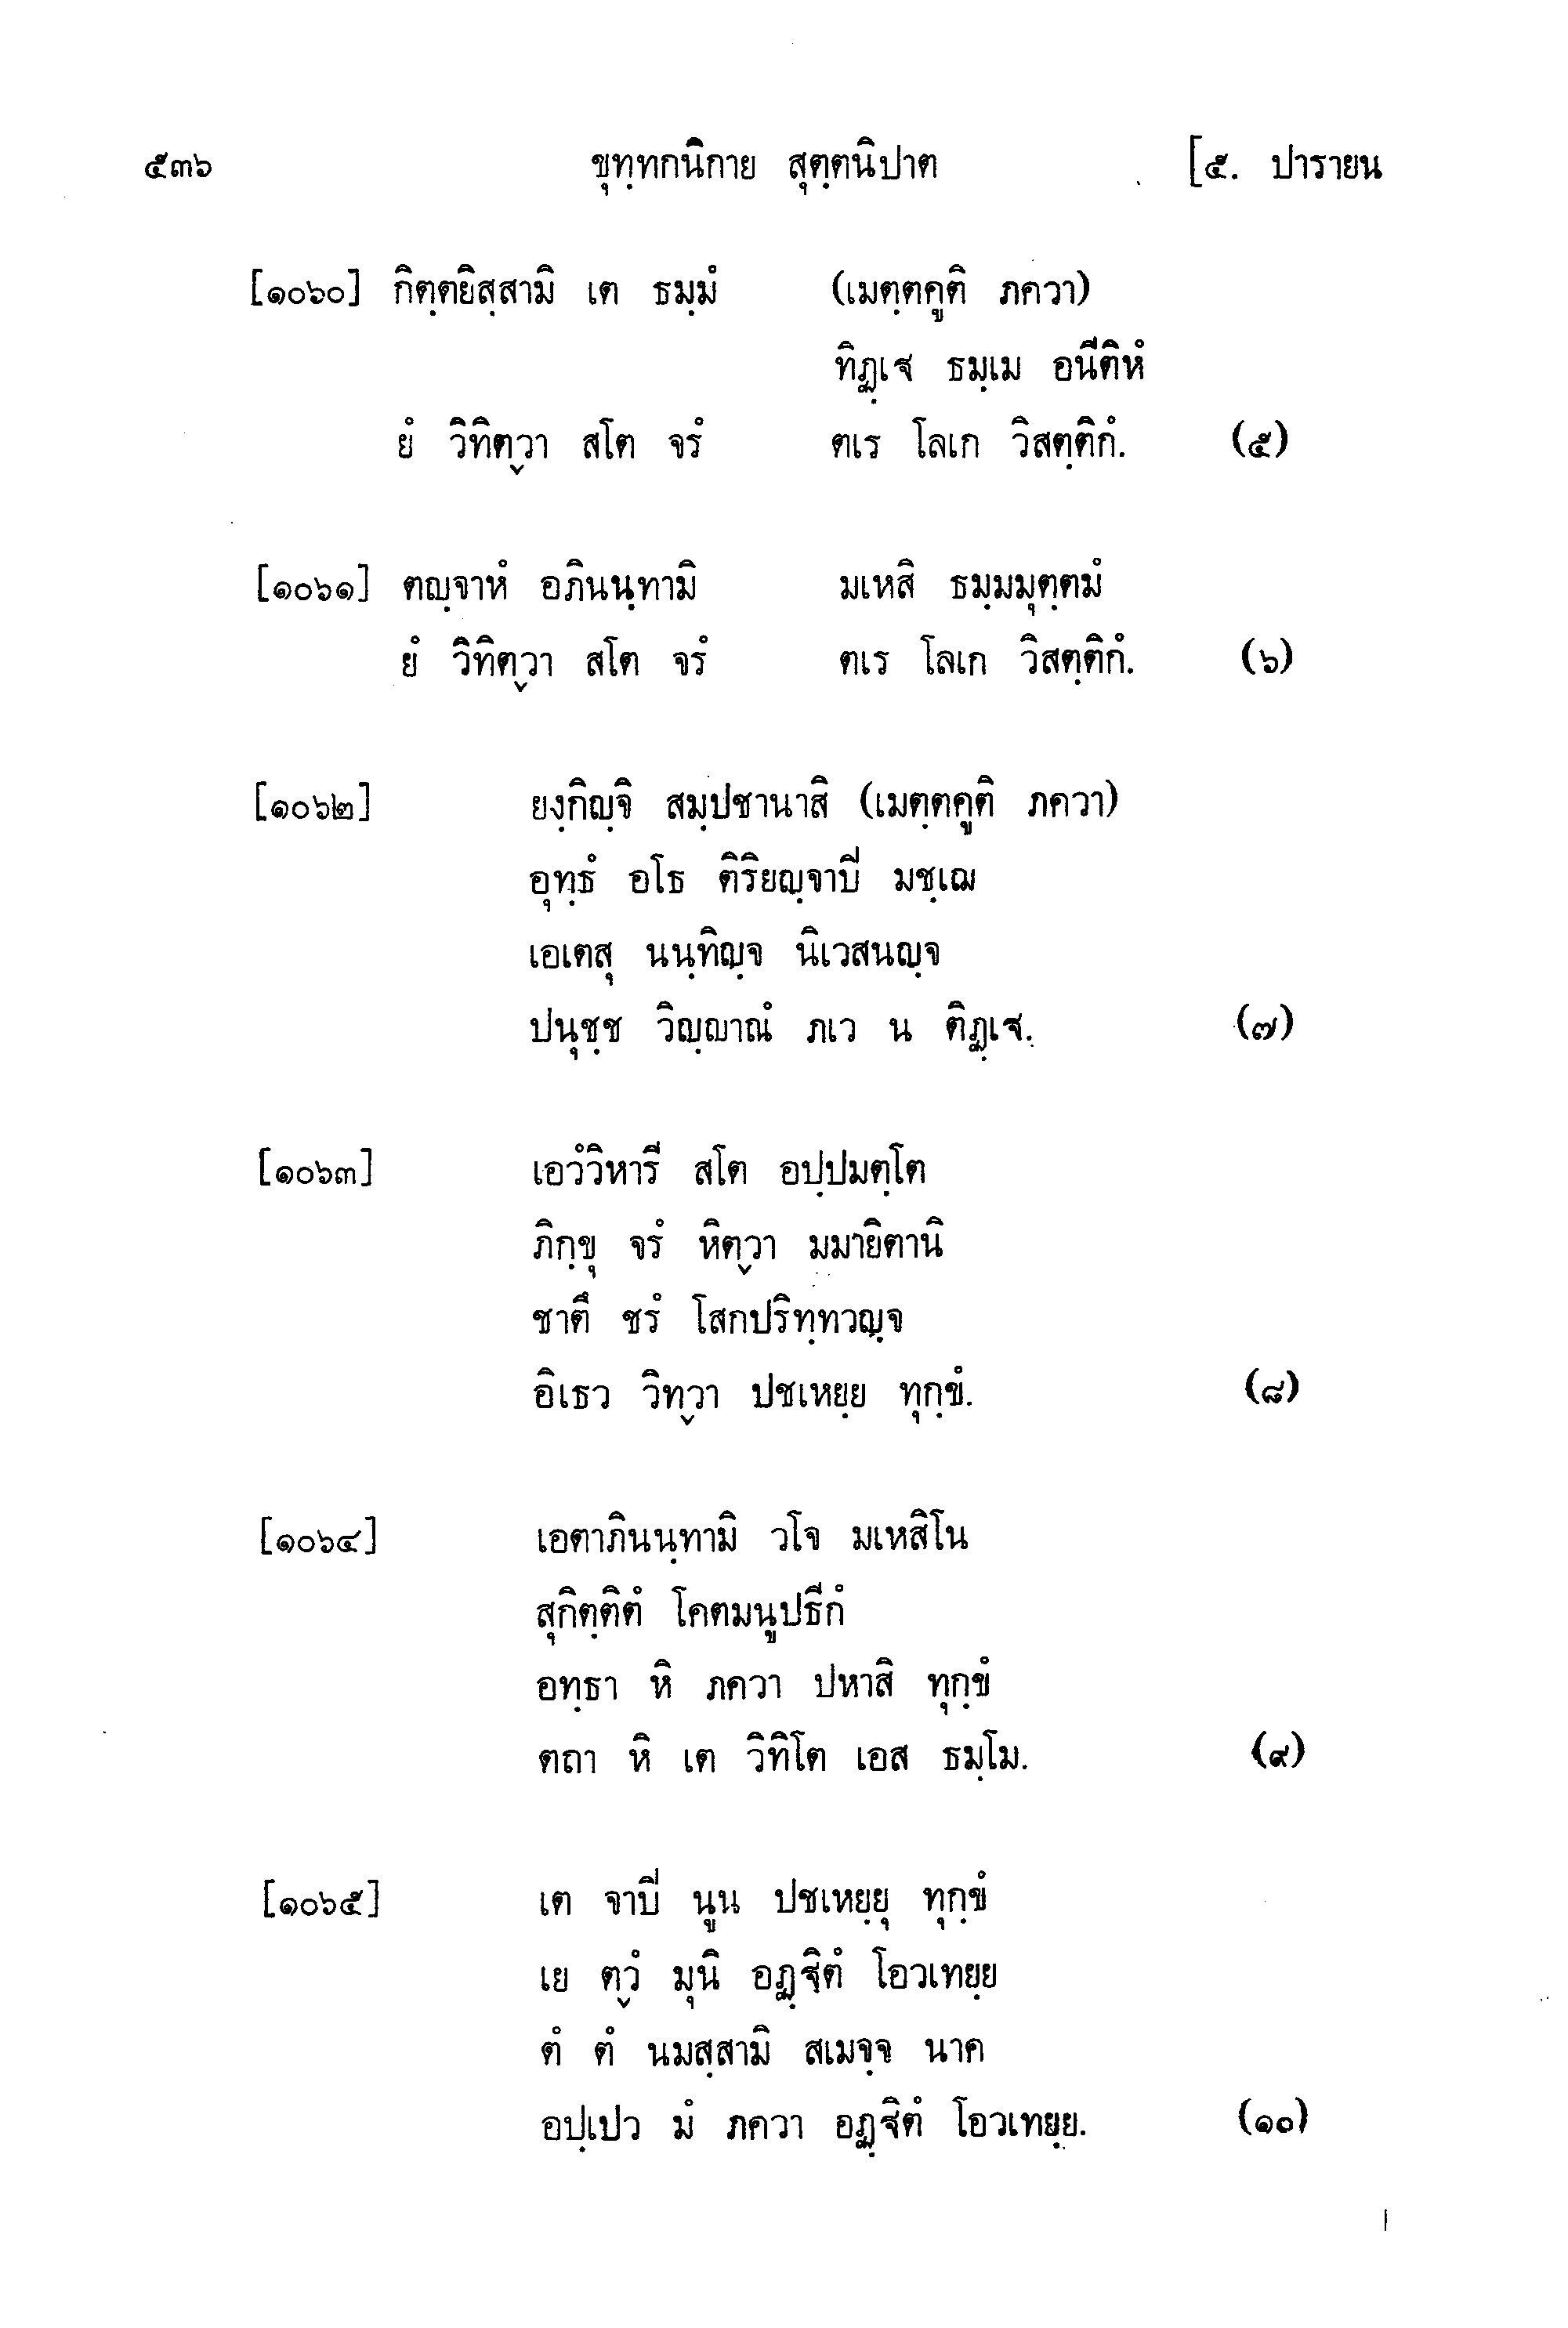 ๕๓๖ ขุทฺทกนิกาย สุตฺตนิปาต [๕. ปารายน
[๑๐๖๐] กิตฺตยิสฺสามิ เต ธมฺมํ (เมตฺตคูติ ภควา)
ทิฏฺเฐ ธมฺเม อนีติหํ
ยํ วิทิตฺวา สโต จรํ ตเร โลเก วิสตฺติกํ. (๕)
[๑๐๖๑] ตญฺจาหํ อภินนฺทามิ มเหสิ ธมฺมมุตฺตมํ
ยํ วิทิตฺวา สโต จรํ ตเร โลเก วิสตฺติกํ. (๖)
[๑๐๖๒] ยงฺกิญฺจิ สมฺปชานาสิ (เมตฺตคูติ ภควา)
อุทฺธํ อโธ ติริยญฺจาปิ มชฺเฌ
เอเตสุ นนฺทิญฺจ นิเวสนญฺจ
ปนุชฺช วิญฺญาณํ ภเว น ติฏฺเฐ. (๗)
[๑๐๖๓] เอวํวิหารี สโต อปฺปมตฺโต
ภิกฺขุ จรํ หิตฺวา มมายิตานิ
ชาตึ ชรํ โสกปริทฺทวญฺจ
อิเธว วิทฺวา ปชเหยฺย ทุกฺขํ. (๘)
[๑๐๖๔] เอตาภินนฺทามิ วโจ มเหสิโน
สุกิตฺติตํ โคตมนูปธีกํ
อทฺธา หิ ภควา ปหาสิ ทุกฺขํ
ตถา หิ เต วิทิโต เอส ธมฺโม. (๙)
[๑๐๖๕] เต จาปิ นูน ปชเหยฺยุ ทุกฺขํ
เย ตฺวํ มุนิ อฏฺฐิตํ โอวเทยฺย
ตํ ตํ นมสฺสามิ สเมจฺจ นาค
อปฺเปว มํ ภควา อฏฺฐิตํ โอวเทยฺย. (๑๐)